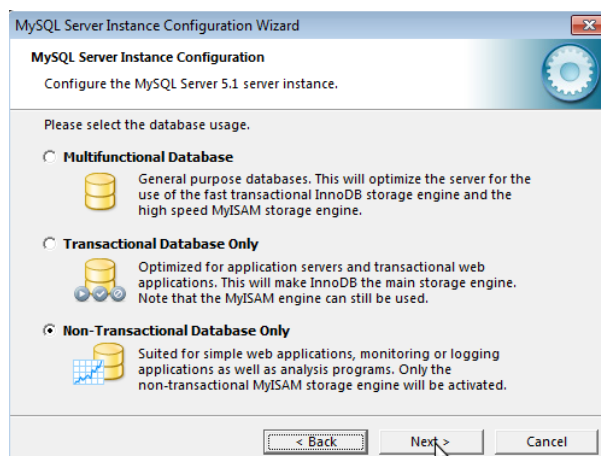 MySQL Server Instance Configuration Wizard
MySQL Server Instance Configuration
Configure the MySQL Server 5.1 server instance.
Please select the database usage.
Multifunctional Database
General purpose databases. This will optimize the server for the
use of the fast transactional InnoDB storage engine and the
high speed MyISAM storage engine.
Transactional Database Only
Optimized for application servers and transactional web
applications. This will make InnoDB the main storage engine.
Note that the MyISAM engine can still be used.
Non-Transactional Database Only
Suited for simple web applications, monitoring or logging
applications as well as analysis programs. Only the
non-transactional MyISAM storage engine will be activated.
< Back Next > Cancel